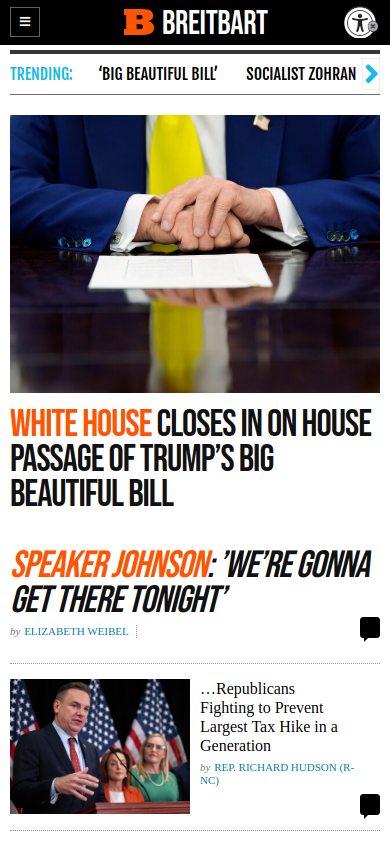 BREITBART
TRENDING:
‘BIG BEAUTIFUL BILL’
SOCIALIST ZOHRAN
WHITE HOUSE CLOSES IN ON HOUSE
PASSAGE OF TRUMP’S BIG
BEAUTIFUL BILL
SPEAKER JOHNSON: ’WE’RE GONNA
GET THERE TONIGHT’
by ELIZABETH WEIBEL
…Republicans
Fighting to Prevent
Largest Tax Hike in a
Generation
by REP. RICHARD HUDSON (R-
NC)